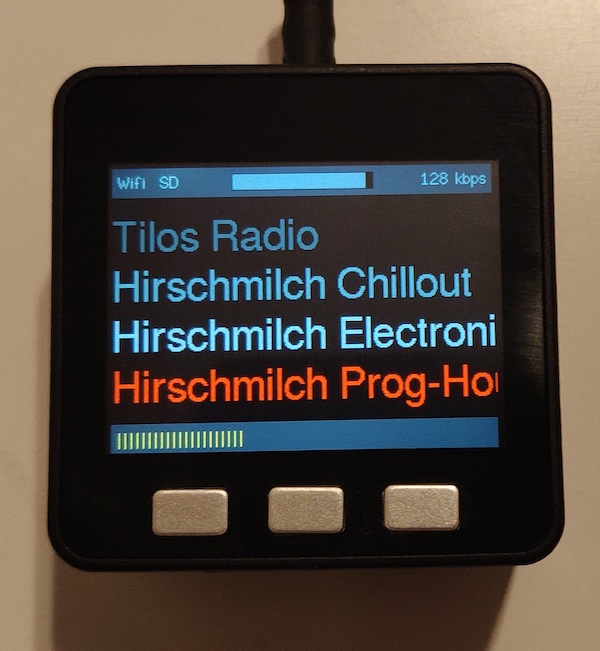 Wifi SD 128 kbps
Tilos Radio
Hirschmilch Chillout
Hirschmilch Electroni
Hirschmilch Prog-Hou